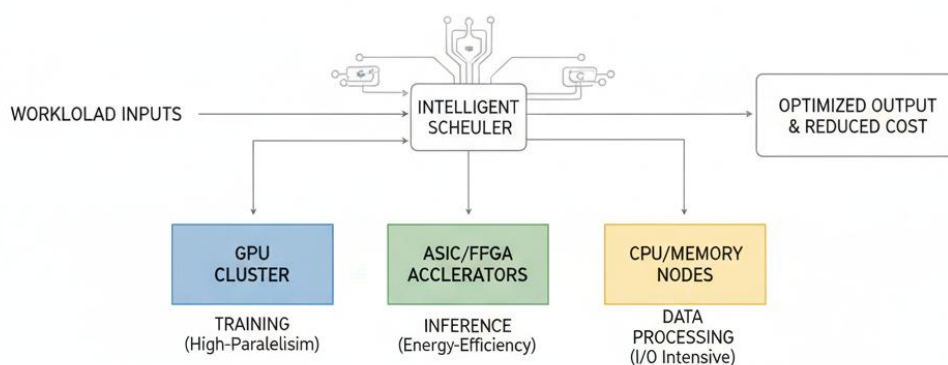 WORKLOLAD INPUTS
INTELLIGENT
SCHEULER
OPTIMIZED OUTPUT
& REDUCED COST
GPU
CLUSTER
ASIC/FFGA
ACCLERATORS
CPU/MEMORY
NODES
TRAINING
(High-Paralelisim)
INFERENCE
(Energy-Efficiency)
DATA
PROCESSING
(I/O Intensive)